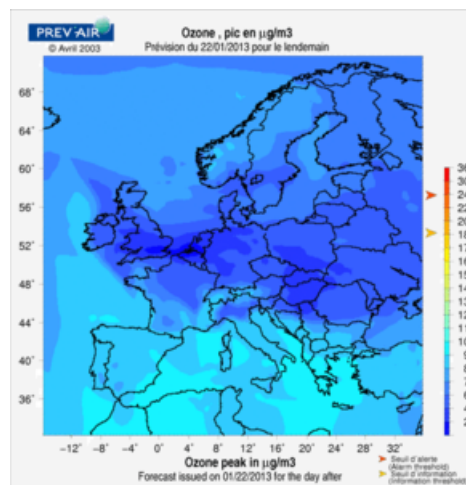 PREV'AIR
© Avril 2003
Ozone , pic en µg/m3
Prévision du 22/01/2013 pour le lendemain
68°
64°
60°
56°
52°
48°
44°
40°
36°
−12° −8° −4° 0° 4° 8° 12° 16° 20° 24° 28° 32°
Ozone peak in µg/m3
Forecast issued on 01/22/2013 for the day after
Seuil d'alerte
(Alarm threshold)
Seuil d'information
(Information threshold)